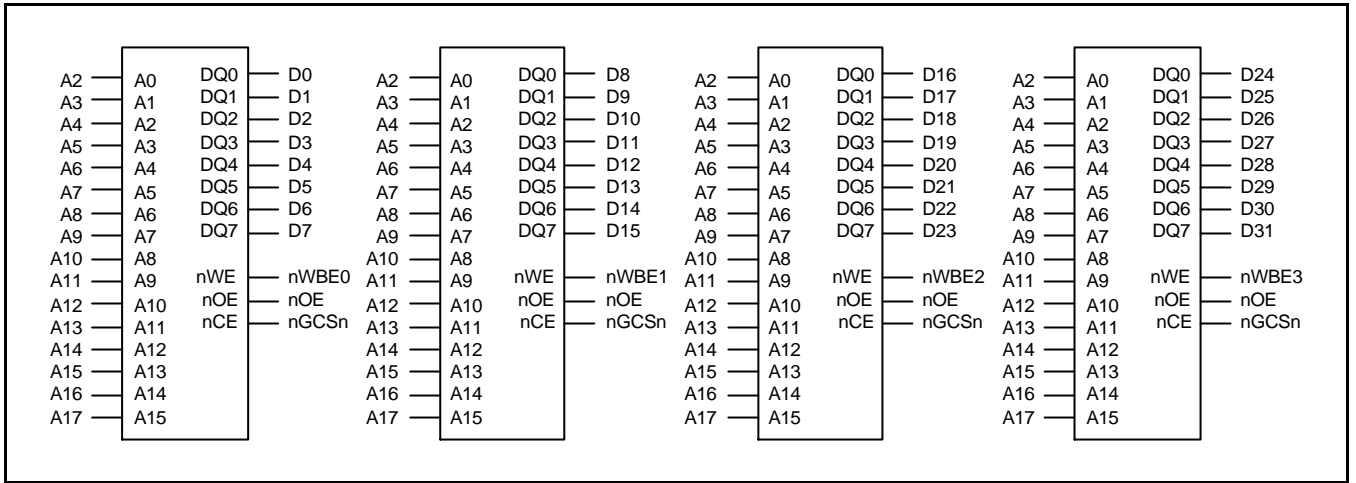 A2 A0 DQ0 D0 A2 A0 DQ0 D8 A2 A0 DQ0 D16 A2 A0 DQ0 D24
A3 A1 DQ1 D1 A3 A1 DQ1 D9 A3 A1 DQ1 D17 A3 A1 DQ1 D25
A4 A2 DQ2 D2 A4 A2 DQ2 D10 A4 A2 DQ2 D18 A4 A2 DQ2 D26
A5 A3 DQ3 D3 A5 A3 DQ3 D11 A5 A3 DQ3 D19 A5 A3 DQ3 D27
A6 A4 DQ4 D4 A6 A4 DQ4 D12 A6 A4 DQ4 D20 A6 A4 DQ4 D28
A7 A5 DQ5 D5 A7 A5 DQ5 D13 A7 A5 DQ5 D21 A7 A5 DQ5 D29
A8 A6 DQ6 D6 A8 A6 DQ6 D14 A8 A6 DQ6 D22 A8 A6 DQ6 D30
A9 A7 DQ7 D7 A9 A7 DQ7 D15 A9 A7 DQ7 D23 A9 A7 DQ7 D31
A10 A8 A10 A8 A10 A8 A10 A8
A11 A9 nWE nWBE0 A11 A9 nWE nWBE1 A11 A9 nWE nWBE2 A11 A9 nWE nWBE3
A12 A10 nOE nOE A12 A10 nOE nOE A12 A10 nOE nOE A12 A10 nOE nOE
A13 A11 nCE nGCSn A13 A11 nCE nGCSn A13 A11 nCE nGCSn A13 A11 nCE nGCSn
A14 A12 A14 A12 A14 A12 A14 A12
A15 A13 A15 A13 A15 A13 A15 A13
A16 A14 A16 A14 A16 A14 A16 A14
A17 A15 A17 A15 A17 A15 A17 A15